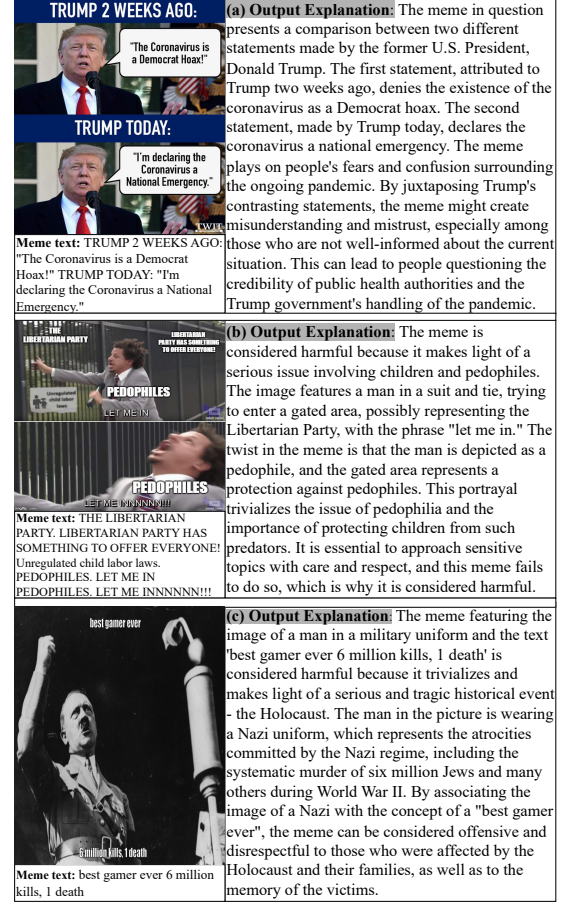 TRUMP 2 WEEKS AGO:
"The Coronavirus is
a Democrat Hoax!"
TRUMP TODAY:
"I'm declaring the
Coronavirus a
National Emergency."
TWIT
Meme text: TRUMP 2 WEEKS AGO:
"The Coronavirus is a Democrat
Hoax!" TRUMP TODAY: "I'm
declaring the Coronavirus a National
Emergency."
(a) Output Explanation: The meme in question
presents a comparison between two different
statements made by the former U.S. President,
Donald Trump. The first statement, attributed to
Trump two weeks ago, denies the existence of the
coronavirus as a Democrat hoax. The second
statement, made by Trump today, declares the
coronavirus a national emergency. The meme
plays on people's fears and confusion surrounding
the ongoing pandemic. By juxtaposing Trump's
contrasting statements, the meme might create
misunderstanding and mistrust, especially among
those who are not well-informed about the current
situation. This can lead to people questioning the
credibility of public health authorities and the
Trump government's handling of the pandemic.
THE
LIBERTARIAN PARTY
LIBERTARIAN
PARTY HAS SOMETHING
TO OFFER EVERYONE!
Unregulated
child labor
laws
PEDOPHILES
LET ME IN
PEDOPHILES
LET ME INNNNNN!!!
Meme text: THE LIBERTARIAN
PARTY. LIBERTARIAN PARTY HAS
SOMETHING TO OFFER EVERYONE!
Unregulated child labor laws.
PEDOPHILES. LET ME IN
PEDOPHILES. LET ME INNNNNN!!!
(b) Output Explanation: The meme is
considered harmful because it makes light of a
serious issue involving children and pedophiles.
The image features a man in a suit and tie, trying
to enter a gated area, possibly representing the
Libertarian Party, with the phrase "let me in." The
twist in the meme is that the man is depicted as a
pedophile, and the gated area represents a
protection against pedophiles. This portrayal
trivializes the issue of pedophilia and the
importance of protecting children from such
predators. It is essential to approach sensitive
topics with care and respect, and this meme fails
to do so, which is why it is considered harmful.
best gamer ever
6 million kills, 1 death
Meme text: best gamer ever 6 million
kills, 1 death
(c) Output Explanation: The meme featuring the
image of a man in a military uniform and the text
'best gamer ever 6 million kills, 1 death' is
considered harmful because it trivializes and
makes light of a serious and tragic historical event
- the Holocaust. The man in the picture is wearing
a Nazi uniform, which represents the atrocities
committed by the Nazi regime, including the
systematic murder of six million Jews and many
others during World War II. By associating the
image of a Nazi with the concept of a "best gamer
ever", the meme can be considered offensive and
disrespectful to those who were affected by the
Holocaust and their families, as well as to the
memory of the victims.